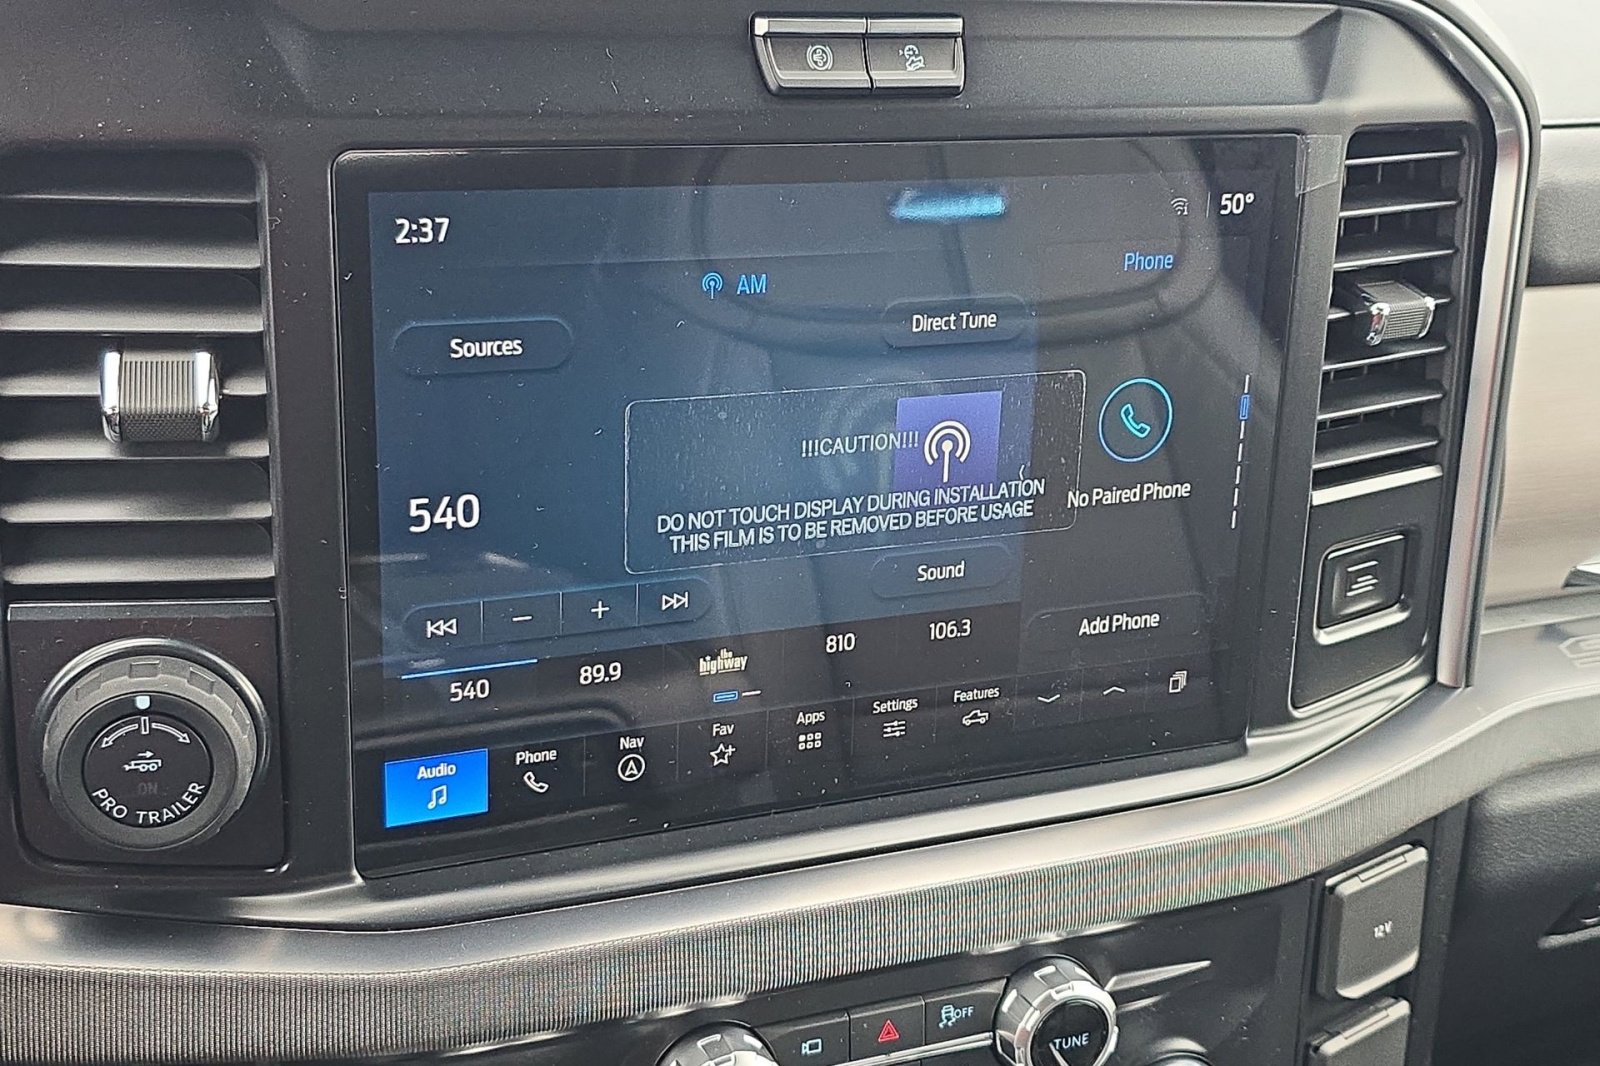 2:37
50°
AM
Phone
Sources
Direct Tune
!!!CAUTION!!!
DO NOT TOUCH DISPLAY DURING INSTALLATION
THIS FILM IS TO BE REMOVED BEFORE USAGE
540
No Paired Phone
Sound
Add Phone
540
89.9
the
highway
810
106.3
Audio
Phone
Nav
Fav
Apps
Settings
Features
ON
PRO TRAILER
12V
OFF
TUNE